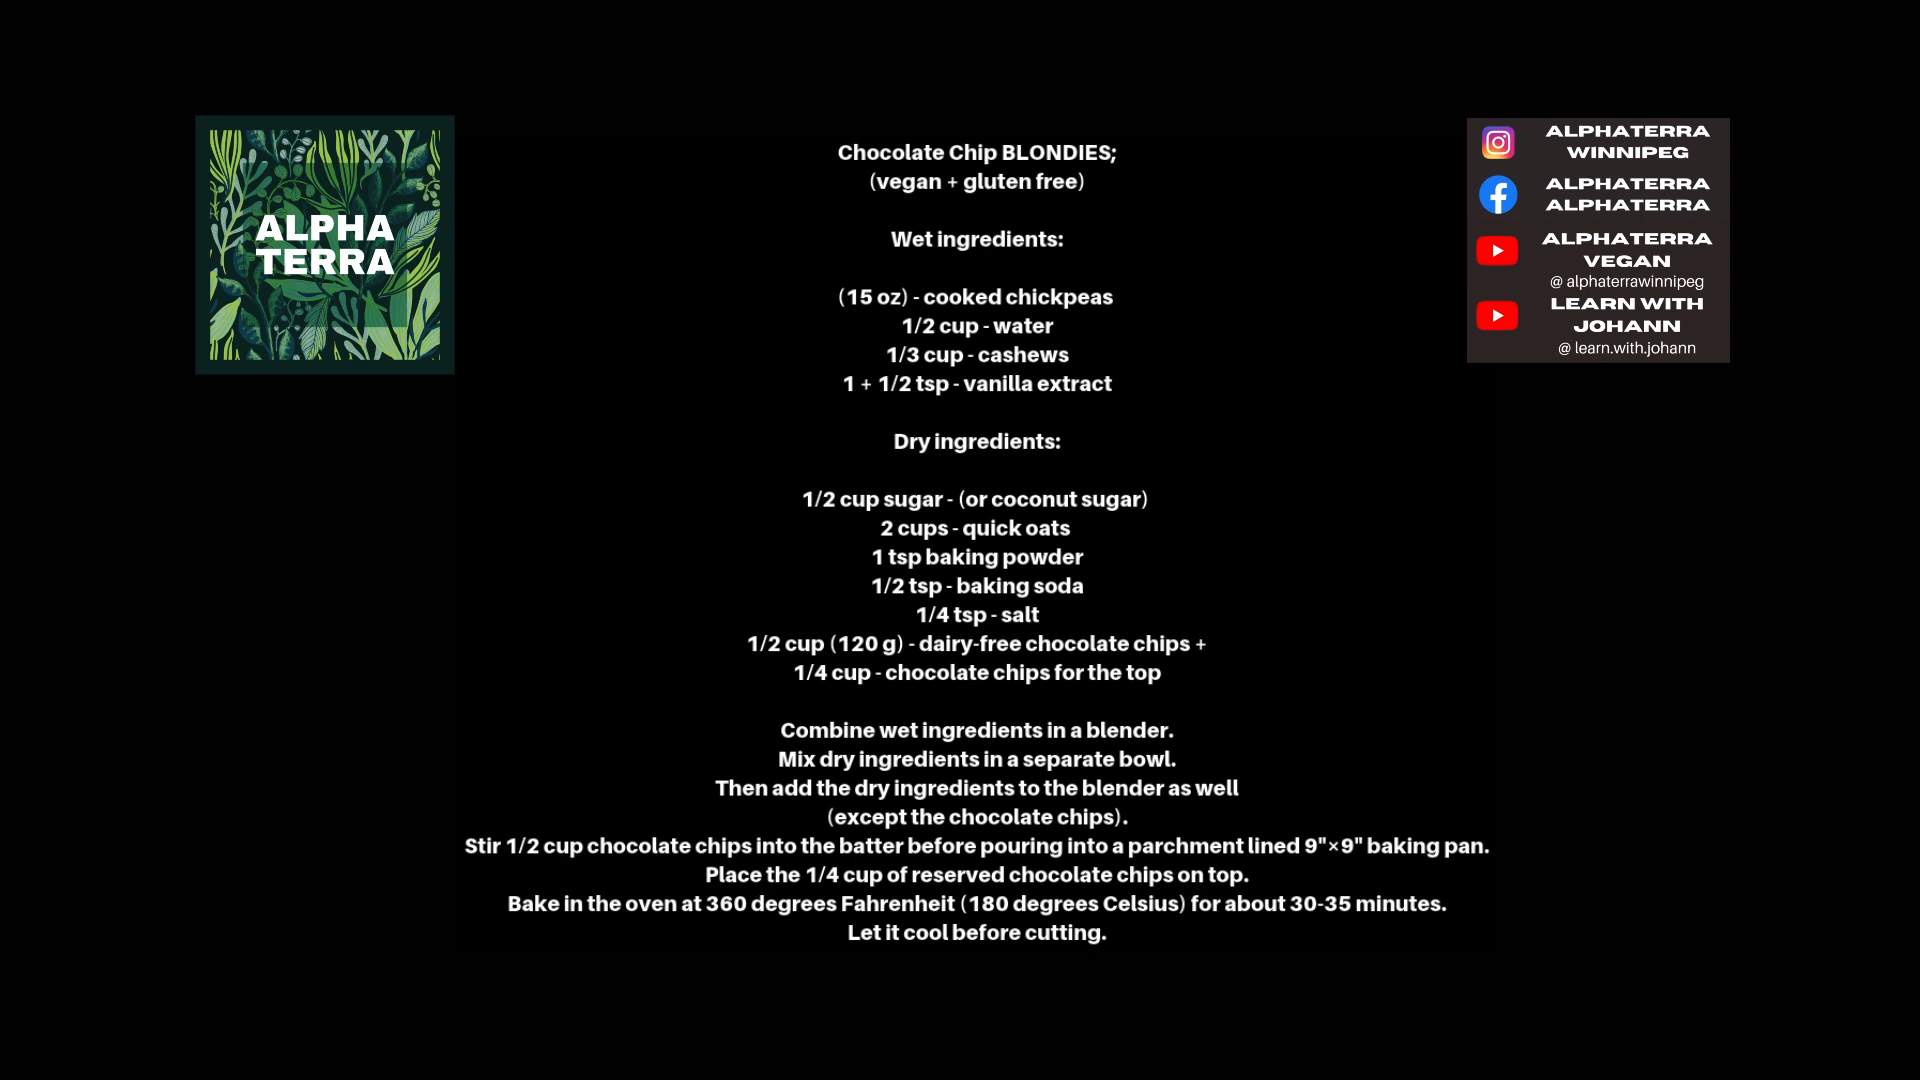 ALPHA
TERRA
Chocolate Chip BLONDIES;
(vegan + gluten free)
Wet ingredients:
(15 oz) - cooked chickpeas
1/2 cup - water
1/3 cup - cashews
1 + 1/2 tsp - vanilla extract
Dry ingredients:
1/2 cup sugar - (or coconut sugar)
2 cups - quick oats
1 tsp baking powder
1/2 tsp - baking soda
1/4 tsp - salt
1/2 cup (120 g) - dairy-free chocolate chips +
1/4 cup - chocolate chips for the top
Combine wet ingredients in a blender.
Mix dry ingredients in a separate bowl.
Then add the dry ingredients to the blender as well
(except the chocolate chips).
Stir 1/2 cup chocolate chips into the batter before pouring into a parchment lined 9"×9" baking pan.
Place the 1/4 cup of reserved chocolate chips on top.
Bake in the oven at 360 degrees Fahrenheit (180 degrees Celsius) for about 30-35 minutes.
Let it cool before cutting.
ALPHATERRA
WINNIPEG
ALPHATERRA
ALPHATERRA
ALPHATERRA
VEGAN
@ alphaterrawinnipeg
LEARN WITH
JOHANN
@ learn.with.johann